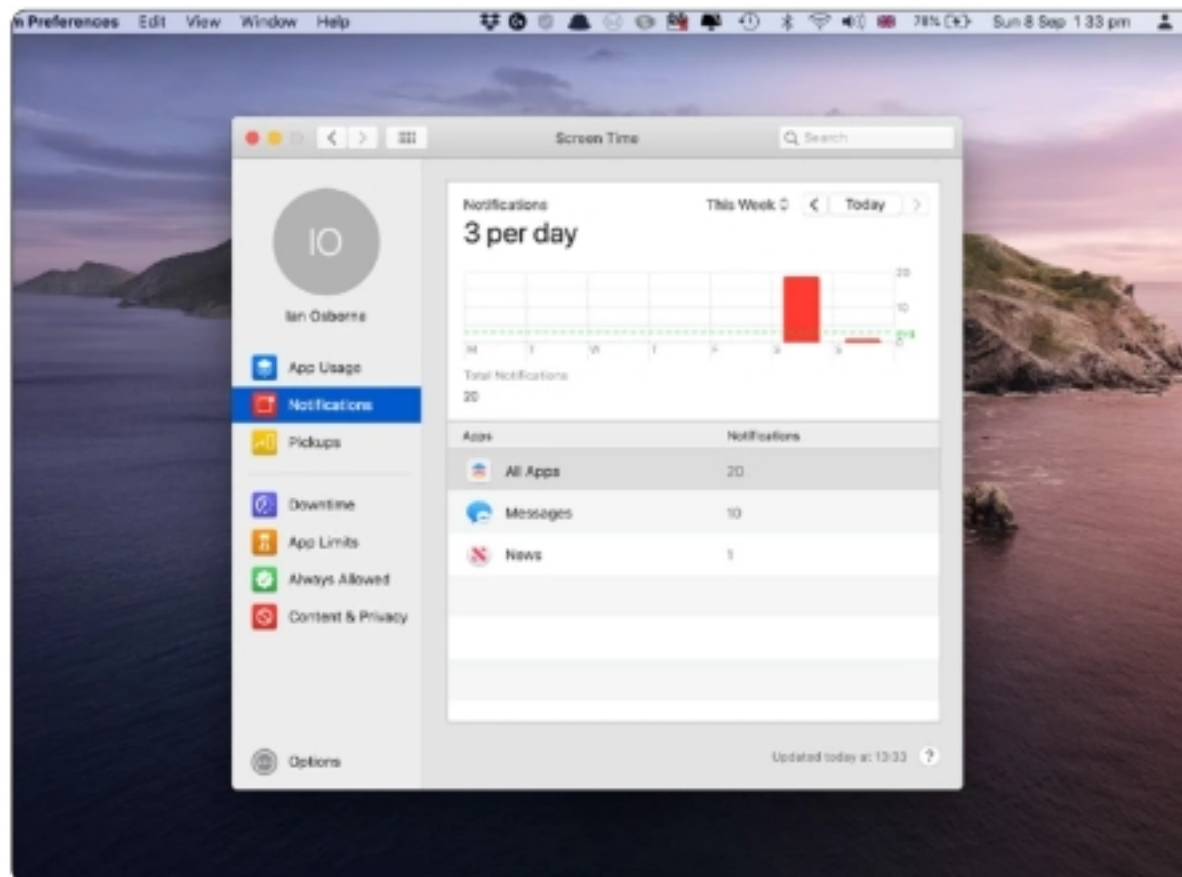 m Preferences Edit View Window Help 78% Sun 8 Sep 1:33 pm
Screen Time
Search
IO
Ian Osborne
App Usage
Notifications
Pickups
Downtime
App Limits
Always Allowed
Content & Privacy
Options
Notifications
This Week
Today
3 per day
20
10
avg
0
M T W T F S S
Total Notifications
20
Apps Notifications
All Apps 20
Messages 10
News 1
Updated today at 13:33 ?